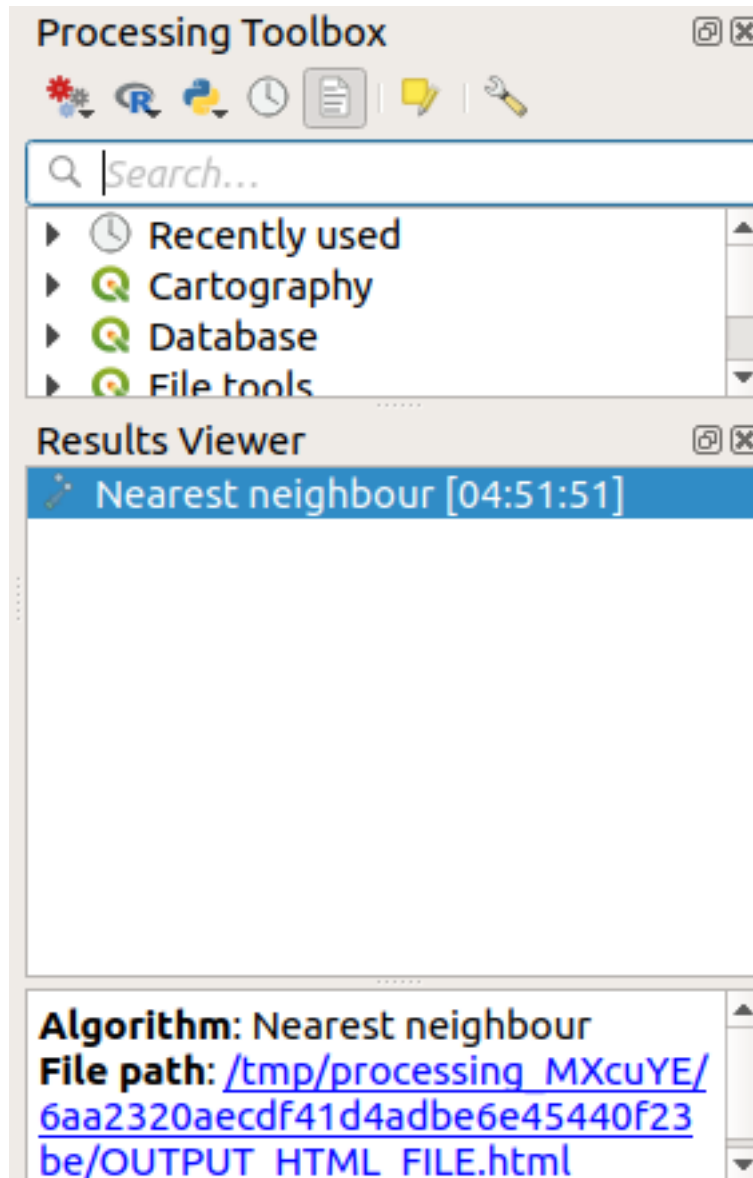 Processing Toolbox
Search...
Recently used
Cartography
Database
File tools
Results Viewer
Nearest neighbour [04:51:51]
Algorithm: Nearest neighbour
File path: /tmp/processing_MXcuYE/
6aa2320aecdf41d4adbe6e45440f23
be/OUTPUT_HTML_FILE.html